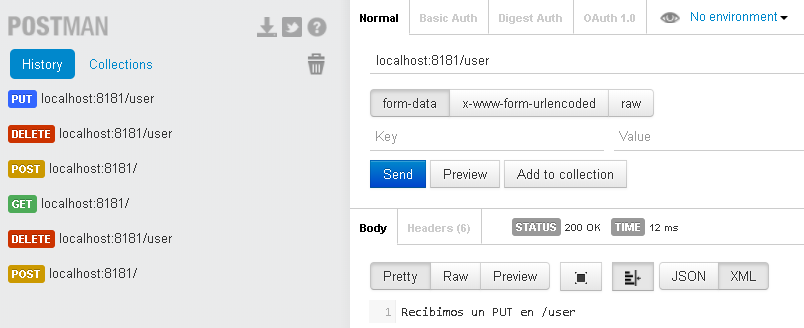 POSTMAN
History
Collections
PUT localhost:8181/user
DELETE localhost:8181/user
POST localhost:8181/
GET localhost:8181/
DELETE localhost:8181/user
POST localhost:8181/
Normal Basic Auth Digest Auth OAuth 1.0 No environment
localhost:8181/user
form-data x-www-form-urlencoded raw
Key Value
Send Preview Add to collection
Body Headers (6) STATUS 200 OK TIME 12 ms
Pretty Raw Preview JSON XML
1 Recibimos un PUT en /user